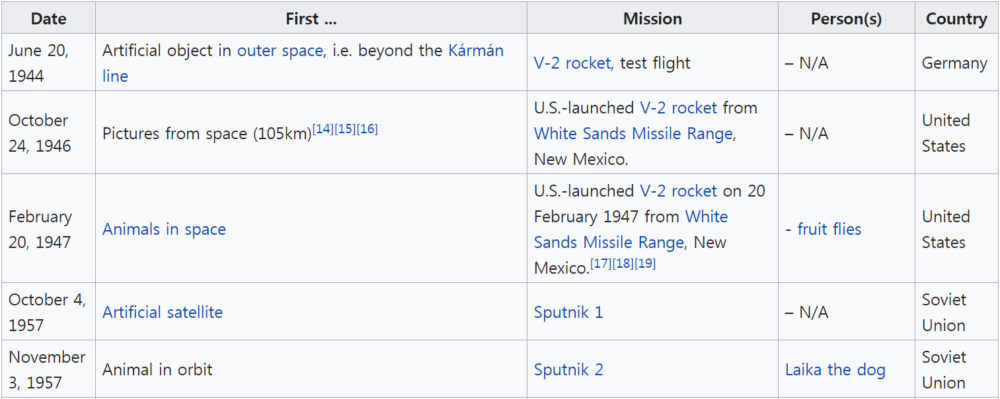 Date First ... Mission Person(s) Country
June 20,
1944
Artificial object in outer space, i.e. beyond the Kármán
line
V-2 rocket, test flight
– N/A
Germany
October
24, 1946
Pictures from space (105km)[14][15][16]
U.S.-launched V-2 rocket from
White Sands Missile Range,
New Mexico.
– N/A
United
States
February
20, 1947
Animals in space
U.S.-launched V-2 rocket on 20
February 1947 from White
Sands Missile Range, New
Mexico.[17][18][19]
- fruit flies
United
States
October 4,
1957
Artificial satellite
Sputnik 1
– N/A
Soviet
Union
November
3, 1957
Animal in orbit
Sputnik 2
Laika the dog
Soviet
Union